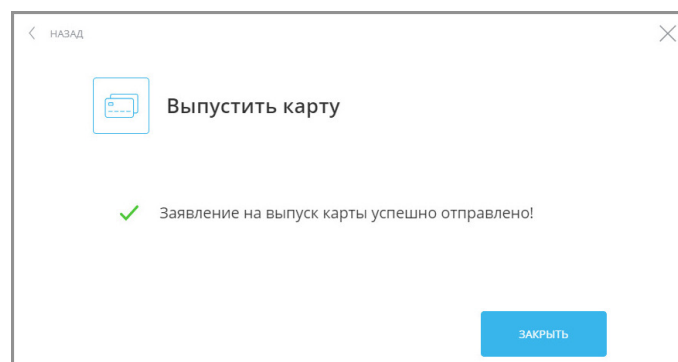 НАЗАД
Выпустить карту
Заявление на выпуск карты успешно отправлено!
ЗАКРЫТЬ